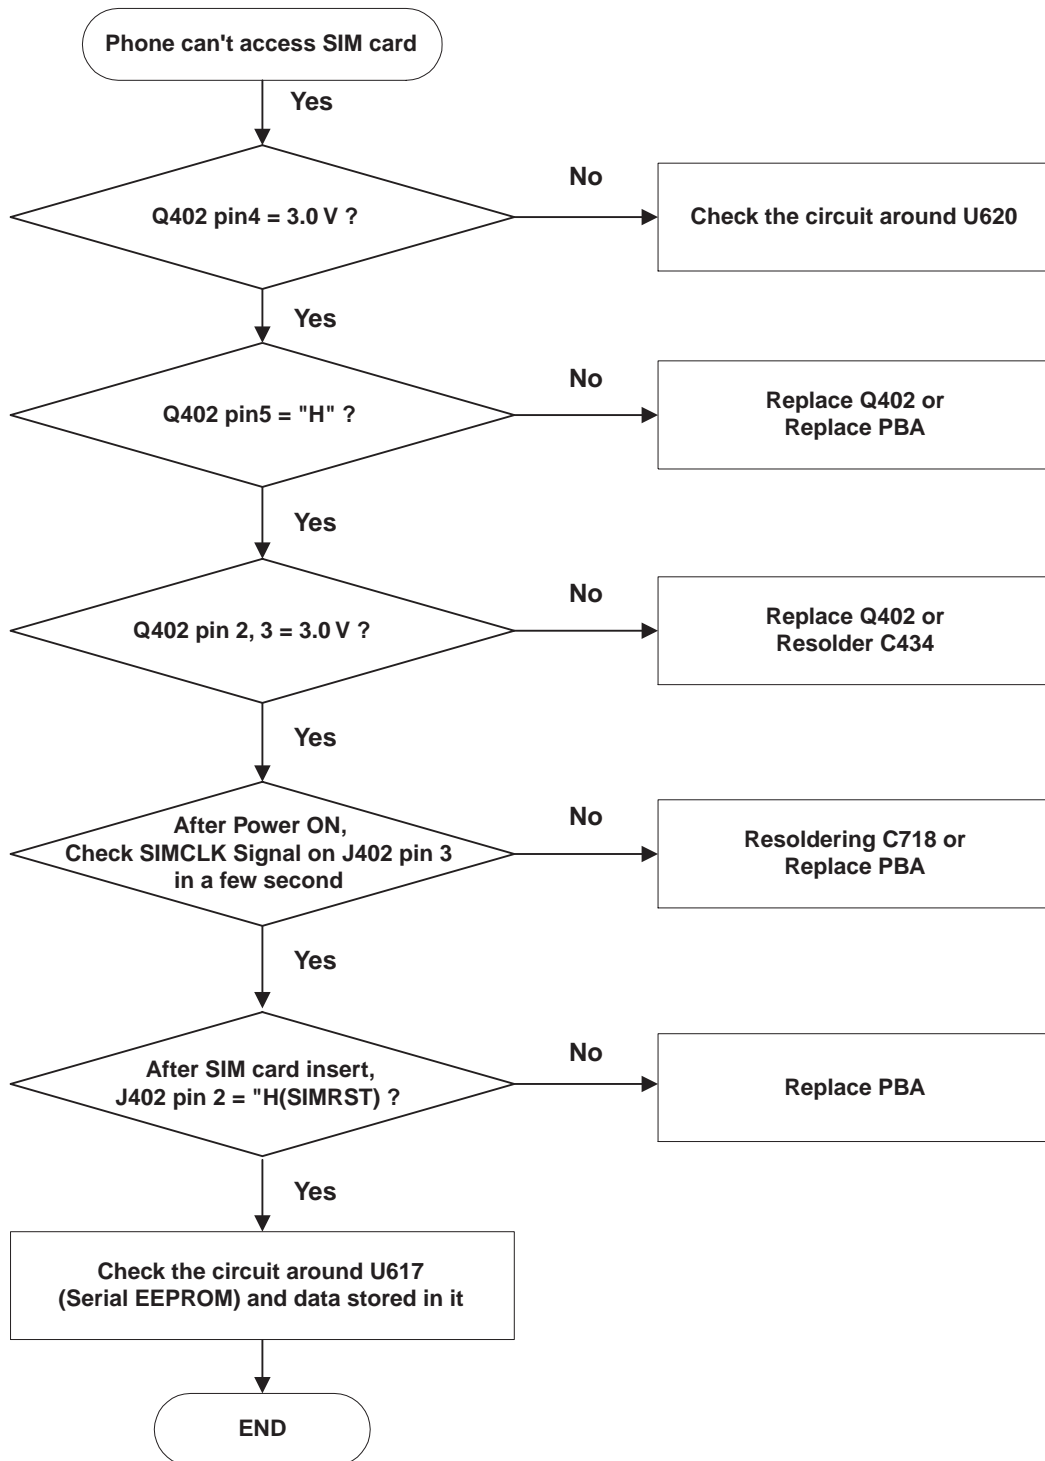 Phone can't access SIM card
Yes
Q402 pin4 = 3.0 V ?
No
Check the circuit around U620
Yes
Q402 pin5 = "H" ?
No
Replace Q402 or
Replace PBA
Yes
Q402 pin 2, 3 = 3.0 V ?
No
Replace Q402 or
Resolder C434
Yes
After Power ON,
Check SIMCLK Signal on J402 pin 3
in a few second
No
Resoldering C718 or
Replace PBA
Yes
After SIM card insert,
J402 pin 2 = "H(SIMRST) ?
No
Replace PBA
Yes
Check the circuit around U617
(Serial EEPROM) and data stored in it
END